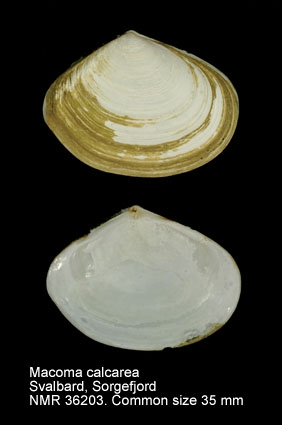 Macoma calcarea
Svalbard, Sorgefjord
NMR 36203. Common size 35 mm